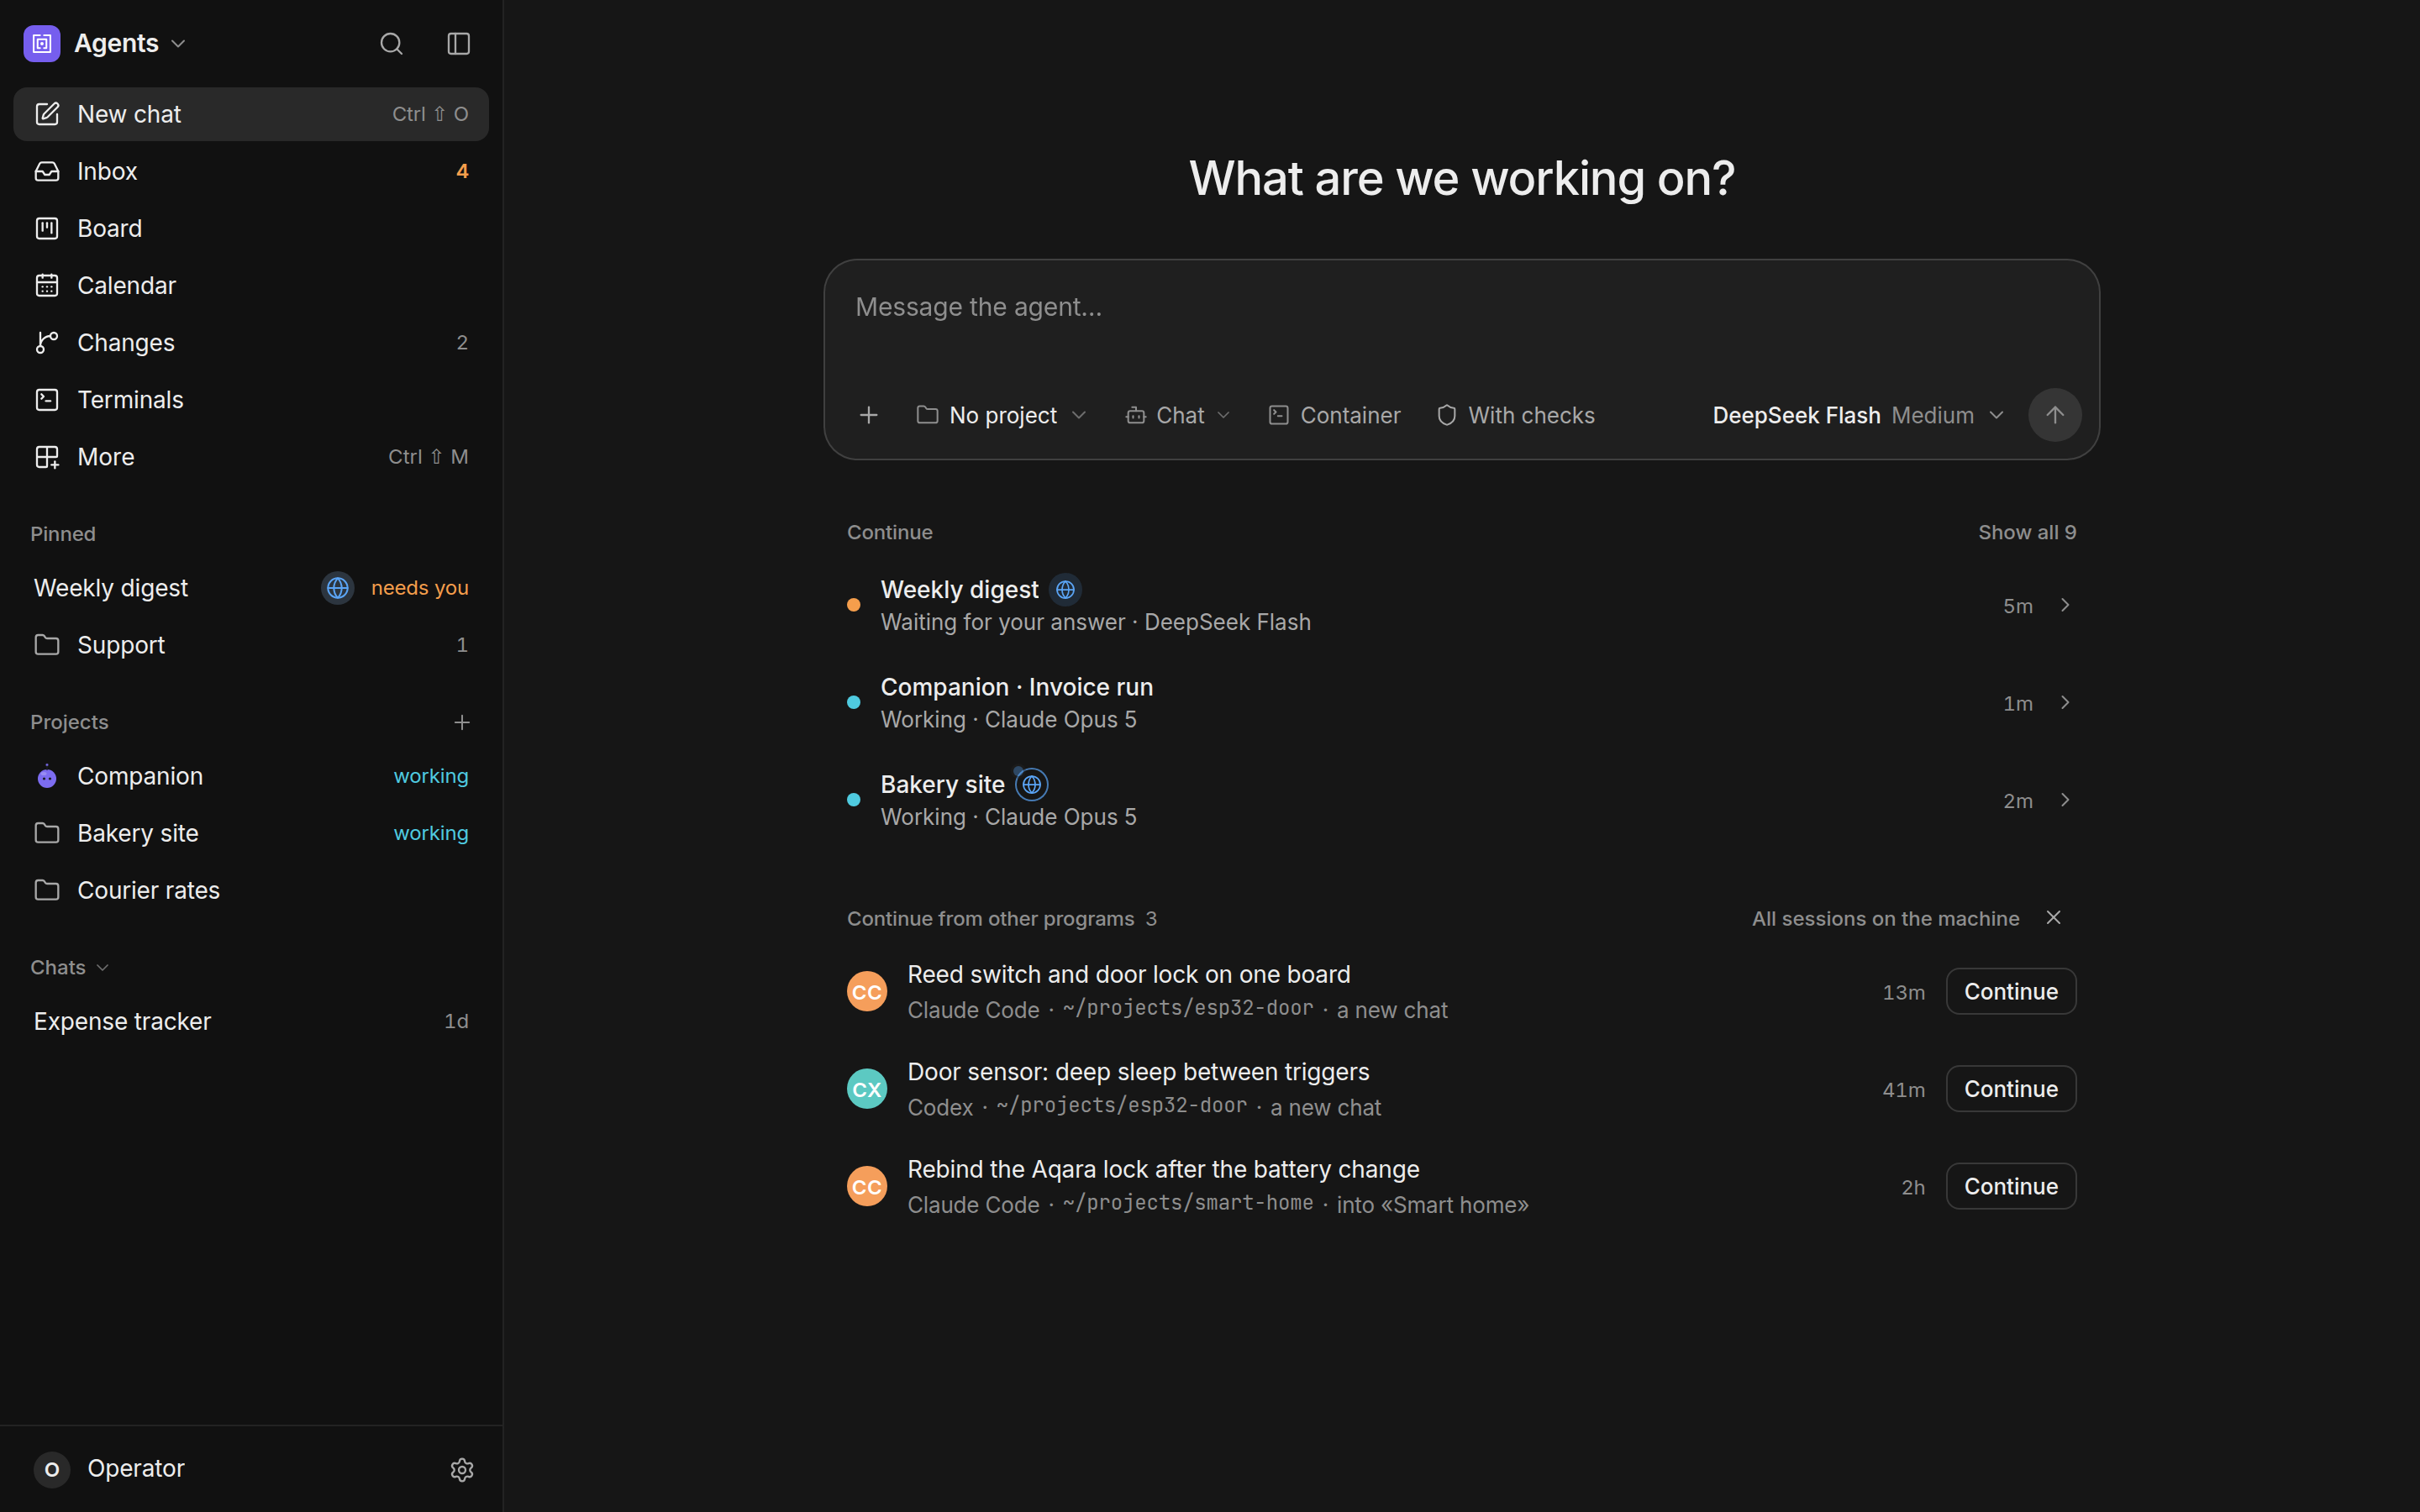 Agents
New chat Ctrl ⇧ O
Inbox 4
Board
Calendar
Changes 2
Terminals
More Ctrl ⇧ M
Pinned
Weekly digest needs you
Support 1
Projects
Companion working
Bakery site working
Courier rates
Chats
Expense tracker 1d
O Operator
What are we working on?
Message the agent...
No project Chat Container With checks DeepSeek Flash Medium
Continue Show all 9
Weekly digest
Waiting for your answer · DeepSeek Flash 5m
Companion · Invoice run
Working · Claude Opus 5 1m
Bakery site
Working · Claude Opus 5 2m
Continue from other programs 3 All sessions on the machine
CC Reed switch and door lock on one board
Claude Code · ~/projects/esp32-door · a new chat 13m Continue
CX Door sensor: deep sleep between triggers
Codex · ~/projects/esp32-door · a new chat 41m Continue
CC Rebind the Aqara lock after the battery change
Claude Code · ~/projects/smart-home · into «Smart home» 2h Continue